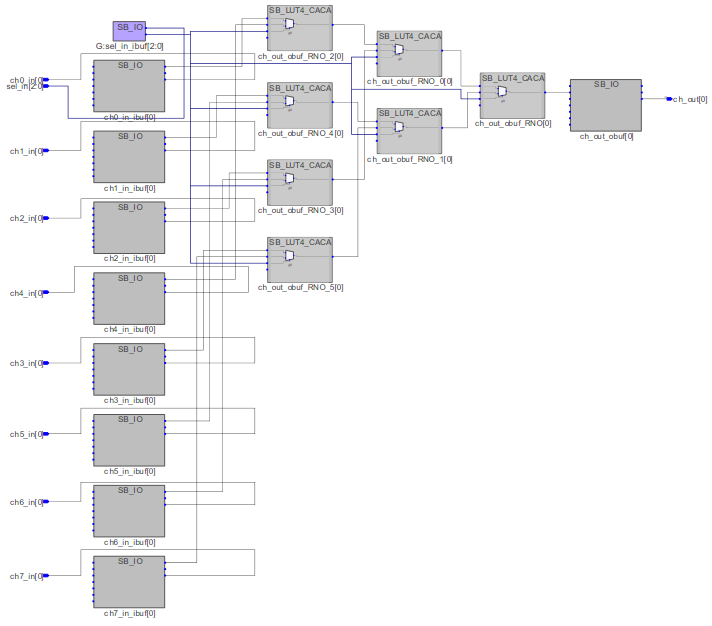 SB_IO
G:sel_in_ibuf[2:0]
SB_LUT4_CACA
ch_out_obuf_RNO_2[0]
SB_LUT4_CACA
ch_out_obuf_RNO_0[0]
ch0_in[0]
sel_in[2:0]
SB_IO
ch0_in_ibuf[0]
SB_LUT4_CACA
ch_out_obuf_RNO_4[0]
SB_LUT4_CACA
ch_out_obuf_RNO[0]
SB_IO
ch_out_obuf[0]
ch_out[0]
SB_LUT4_CACA
ch_out_obuf_RNO_1[0]
ch1_in[0]
SB_IO
ch1_in_ibuf[0]
SB_LUT4_CACA
ch_out_obuf_RNO_3[0]
ch2_in[0]
SB_IO
ch2_in_ibuf[0]
SB_LUT4_CACA
ch_out_obuf_RNO_5[0]
ch4_in[0]
SB_IO
ch4_in_ibuf[0]
ch3_in[0]
SB_IO
ch3_in_ibuf[0]
ch5_in[0]
SB_IO
ch5_in_ibuf[0]
ch6_in[0]
SB_IO
ch6_in_ibuf[0]
ch7_in[0]
SB_IO
ch7_in_ibuf[0]